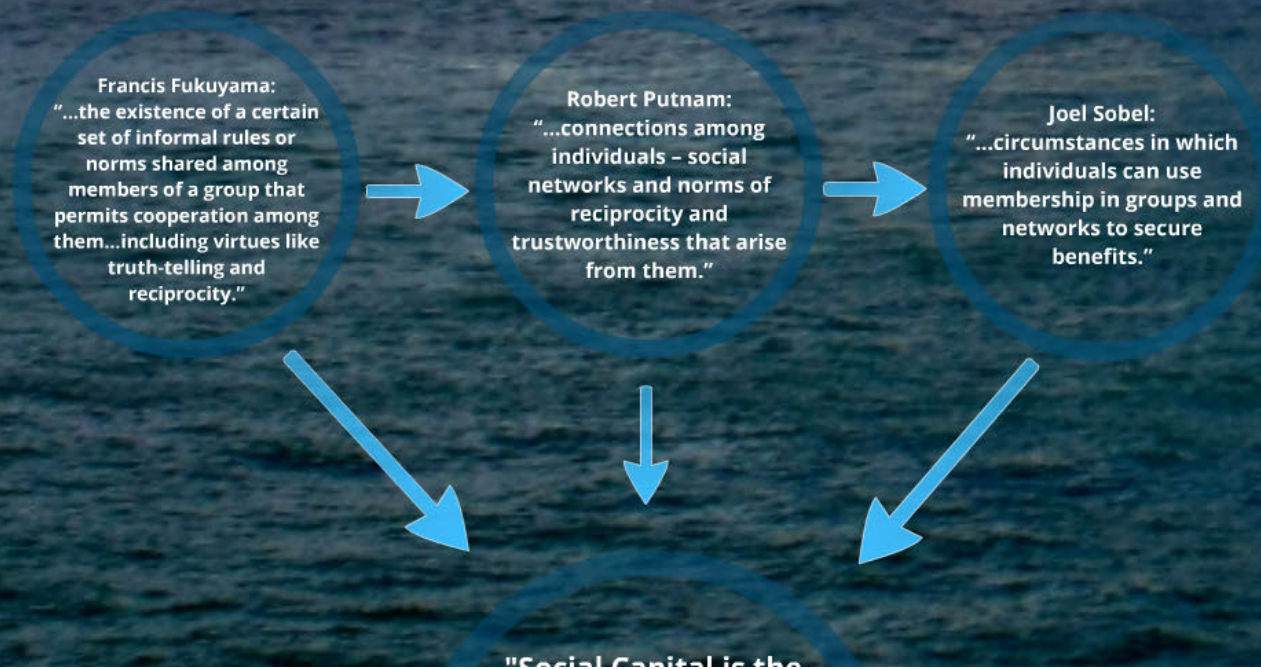 Francis Fukuyama:
“...the existence of a certain
set of informal rules or
norms shared among
members of a group that
permits cooperation among
them...including virtues like
truth-telling and
reciprocity.”
Robert Putnam:
“...connections among
individuals – social
networks and norms of
reciprocity and
trustworthiness that arise
from them.”
Joel Sobel:
“...circumstances in which
individuals can use
membership in groups and
networks to secure
benefits.”
"Social Capital is the